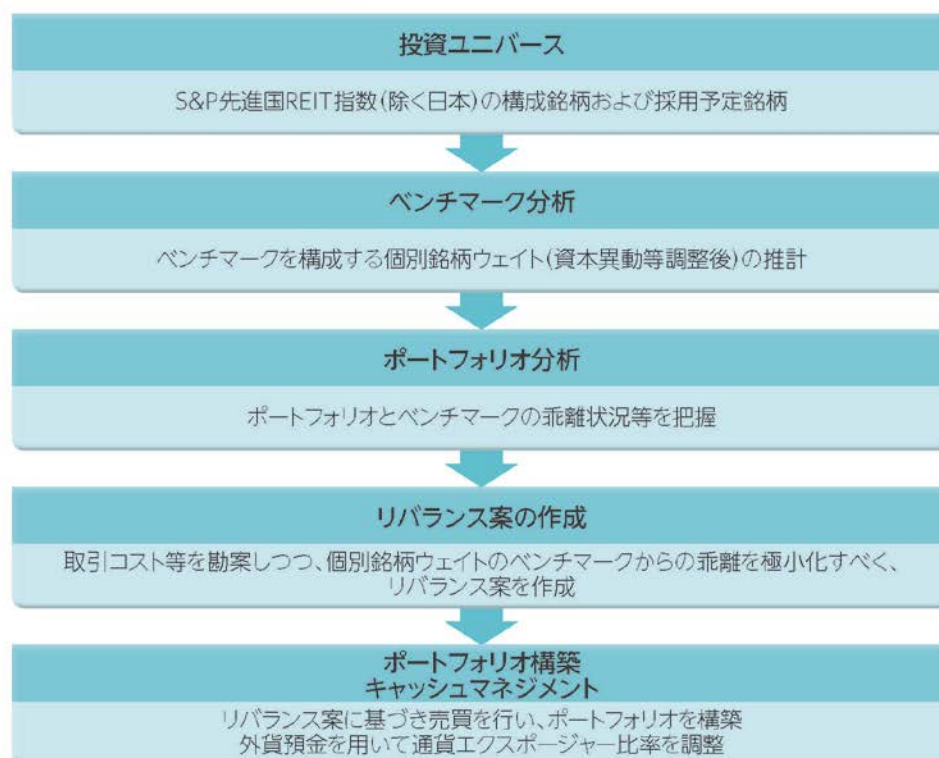 投資ユニバース
S&P先進国REIT指数(除く日本)の構成銘柄および採用予定銘柄
ベンチマーク分析
ベンチマークを構成する個別銘柄ウェイト(資本異動等調整後)の推計
ポートフォリオ分析
ポートフォリオとベンチマークの乖離状況等を把握
リバランス案の作成
取引コスト等を勘案しつつ、個別銘柄ウェイトのベンチマークからの乖離を極小化すべく、
リバランス案を作成
ポートフォリオ構築
キャッシュマネジメント
リバランス案に基づき売買を行い、ポートフォリオを構築
外貨預金を用いて通貨エクスポージャー比率を調整